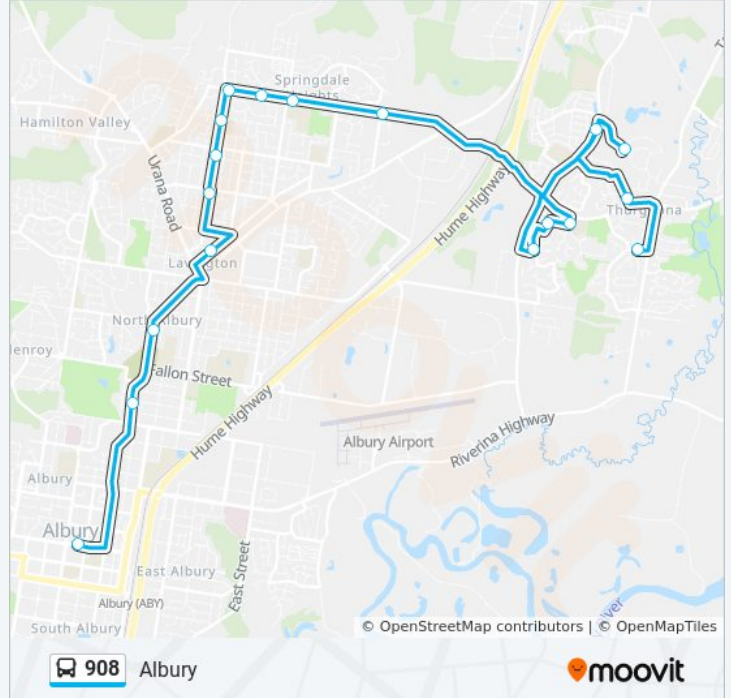 Springdale
Heights
Hamilton Valley
Urana Road
Hume Highway
Thurgoona
Lavington
North Albury
Fallon Street
Hume Highway
Albury Airport
Riverina Highway
Albury
Albury
East Albury
East Street
Albury (ABY)
South Albury
© OpenStreetMap contributors | © OpenMapTiles
908 Albury
moovit